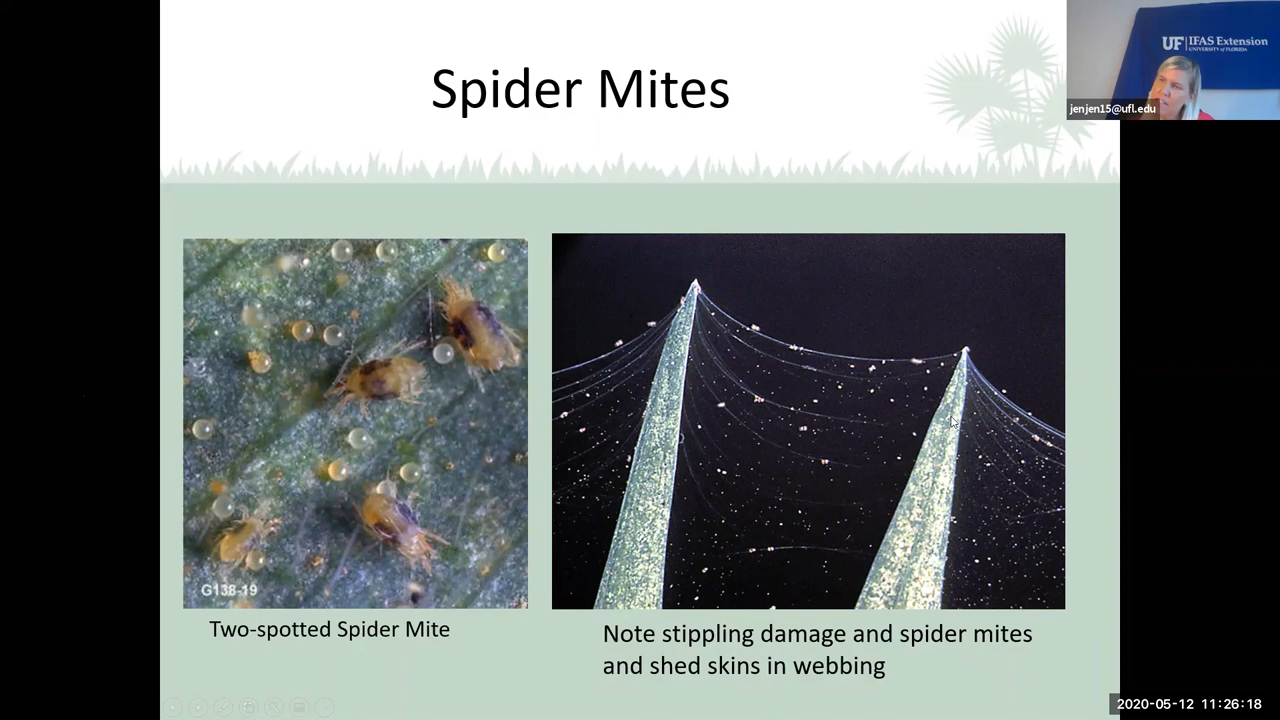 Spider Mites
UF | IFAS Extension
UNIVERSITY of FLORIDA
jenjen15@ufl.edu
G138-19
Two-spotted Spider Mite
Note stippling damage and spider mites
and shed skins in webbing
2020-05-12 11:26:18